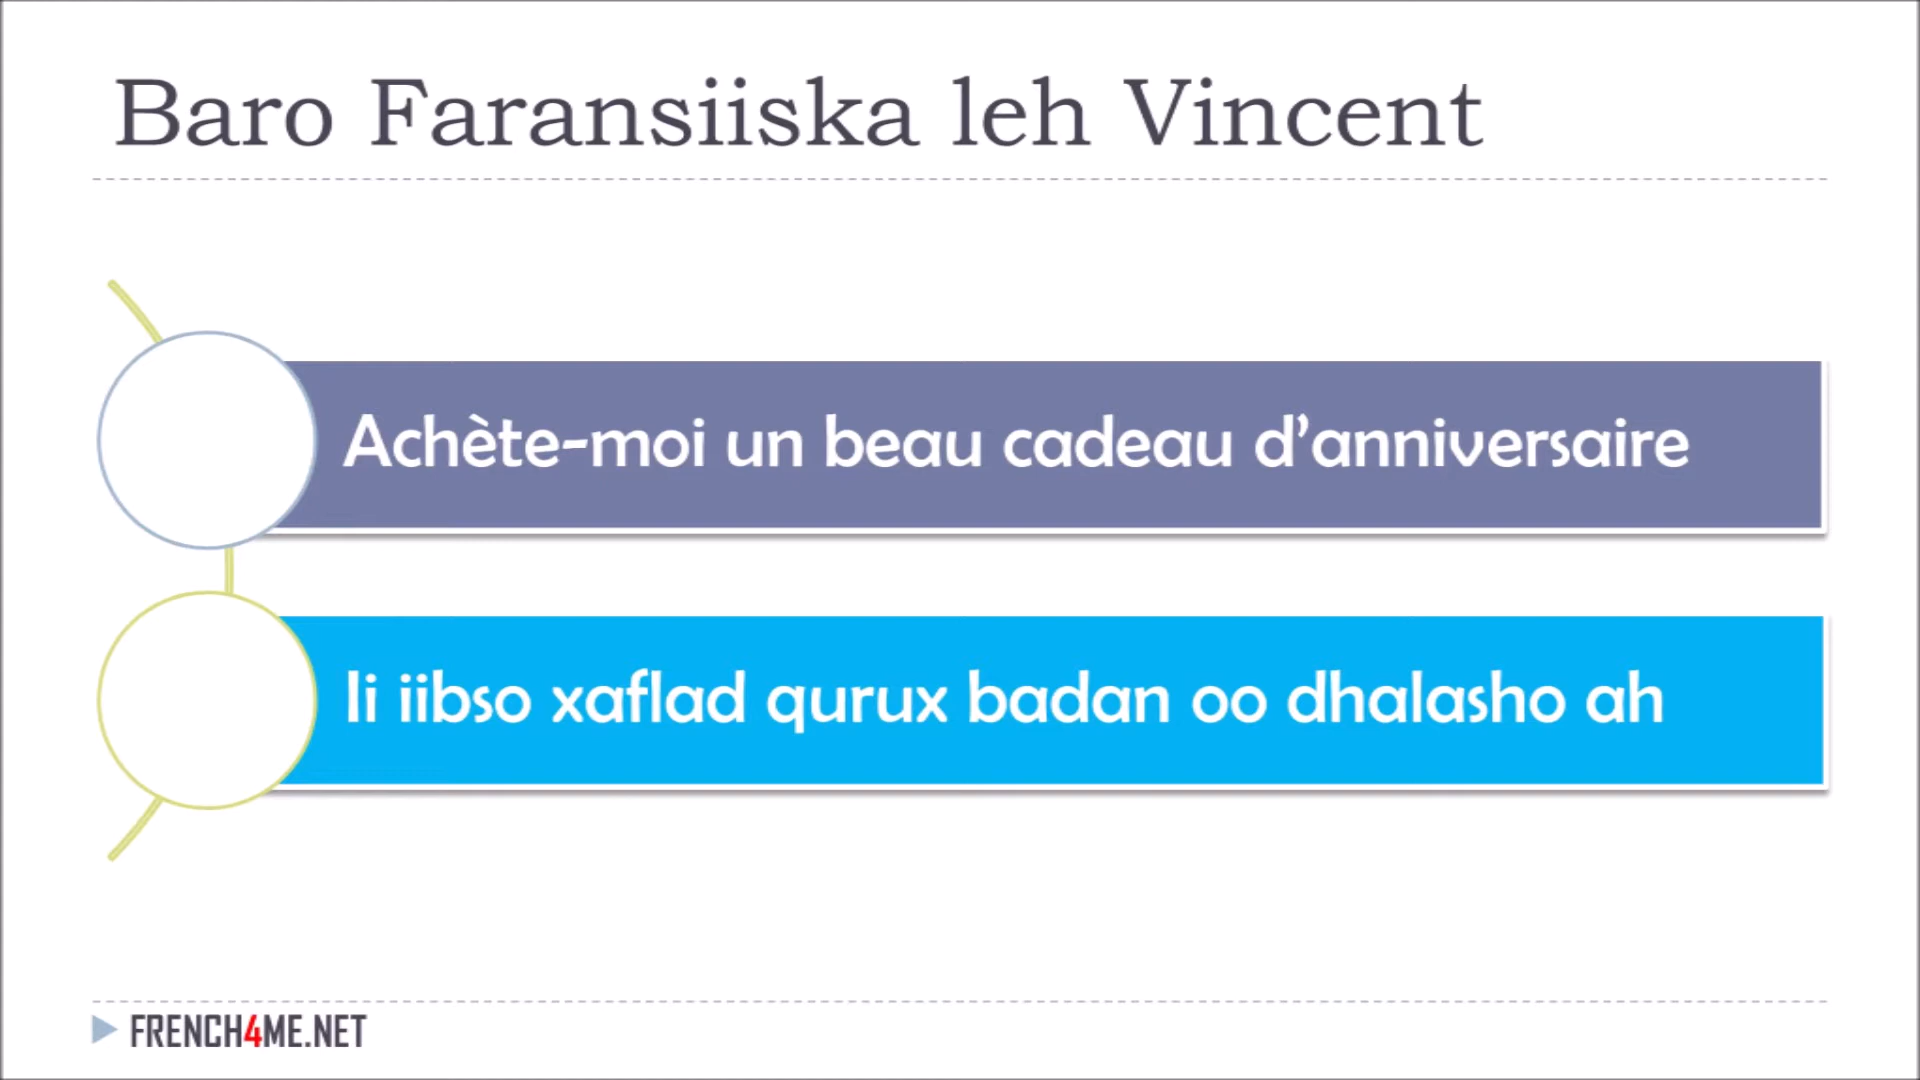 Baro Faransiiska leh Vincent
Achète-moi un beau cadeau d’anniversaire
Ii iibso xaflad qurux badan oo dhalasho ah
FRENCH4ME.NET